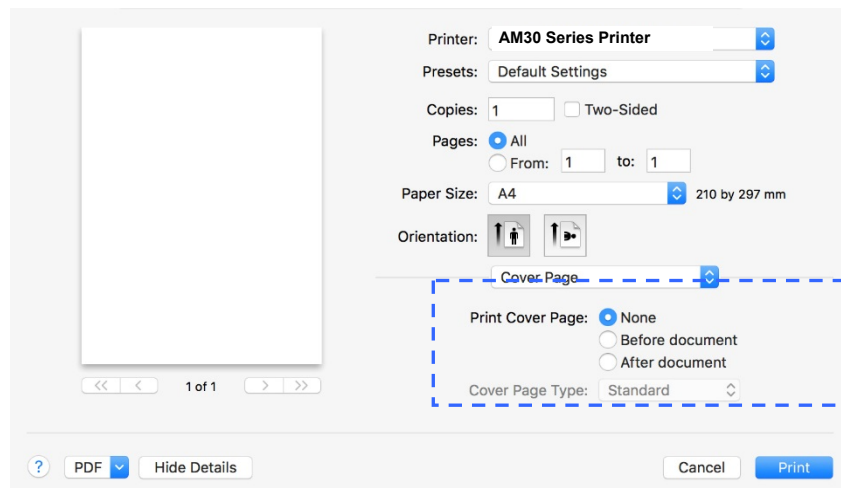 Printer: AM30 Series Printer
Presets: Default Settings
Copies: 1 Two-Sided
Pages: All
From: 1 to: 1
Paper Size: A4 210 by 297 mm
Orientation:
Cover Page
Print Cover Page: None
Before document
After document
Cover Page Type: Standard
<< < 1 of 1 > >>
? PDF Hide Details Cancel Print